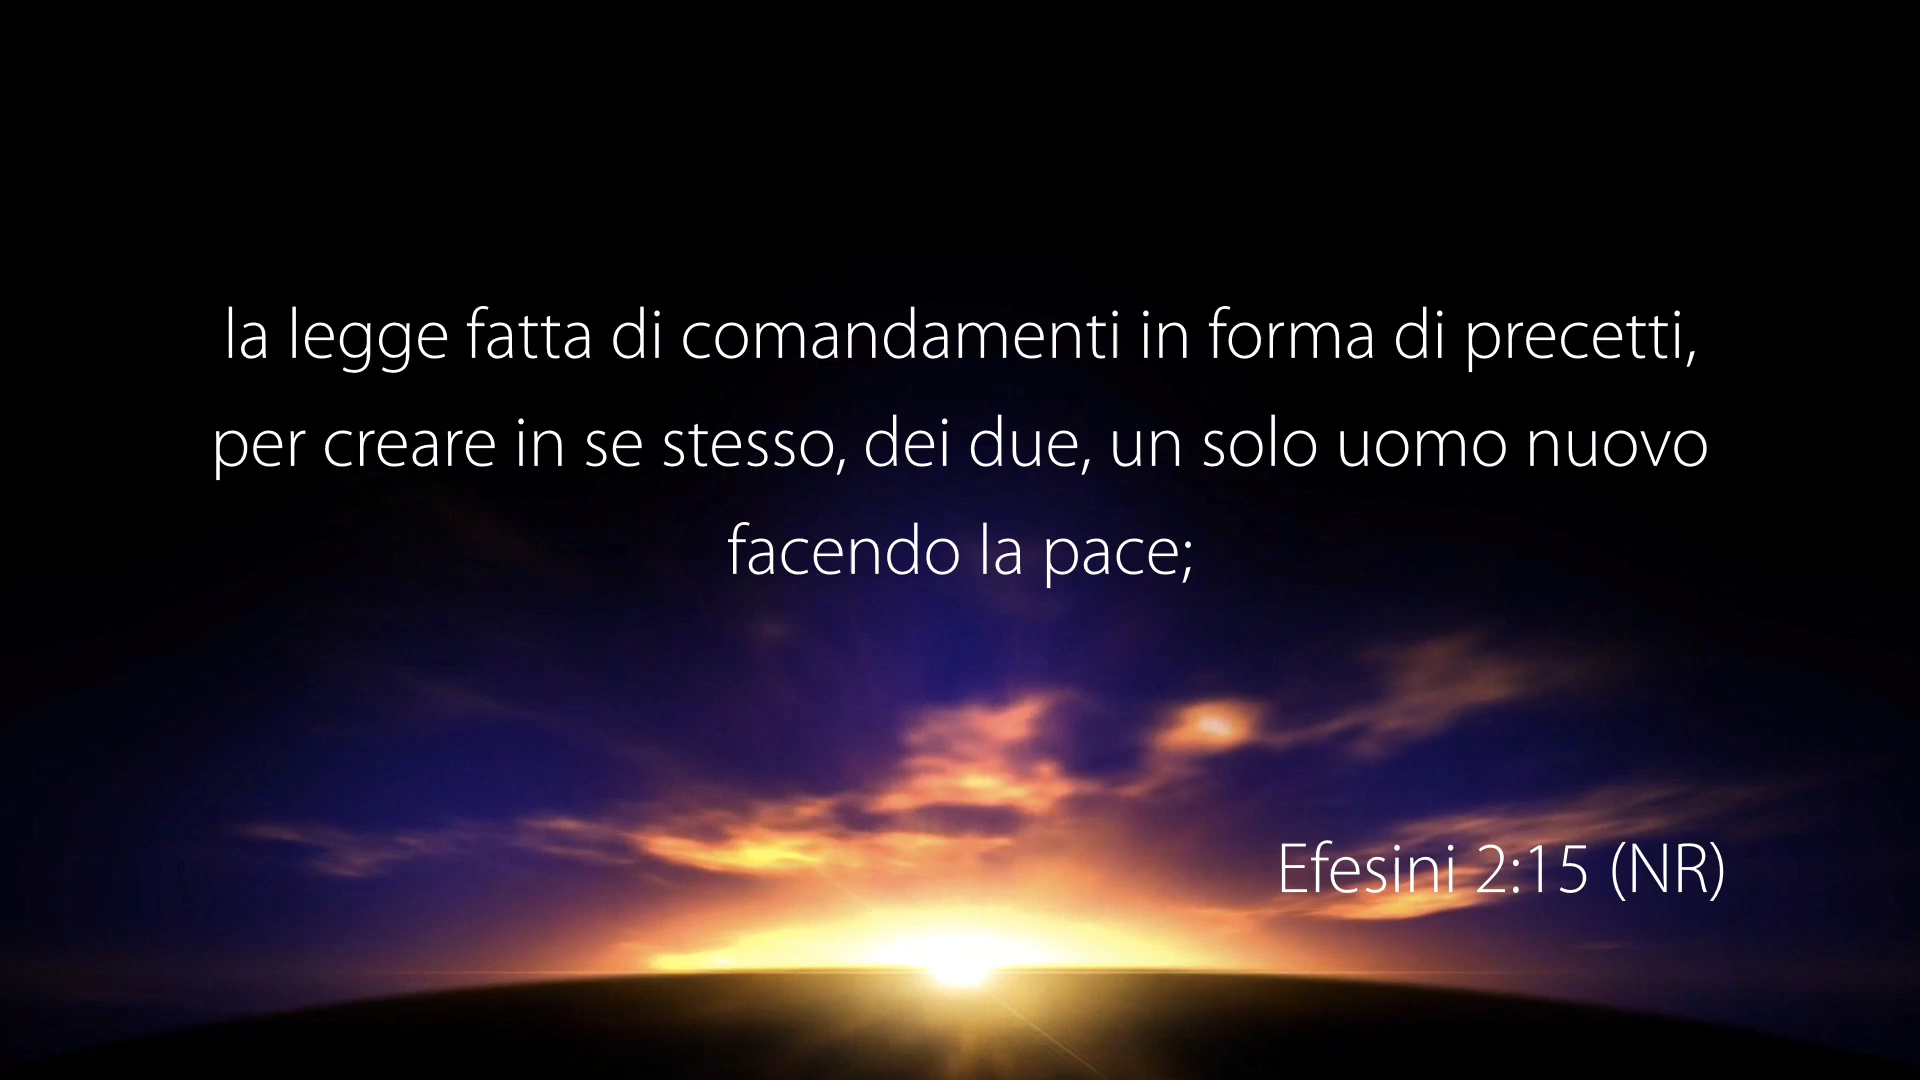 la legge fatta di comandamenti in forma di precetti,
per creare in se stesso, dei due, un solo uomo nuovo
facendo la pace;
Efesini 2:15 (NR)